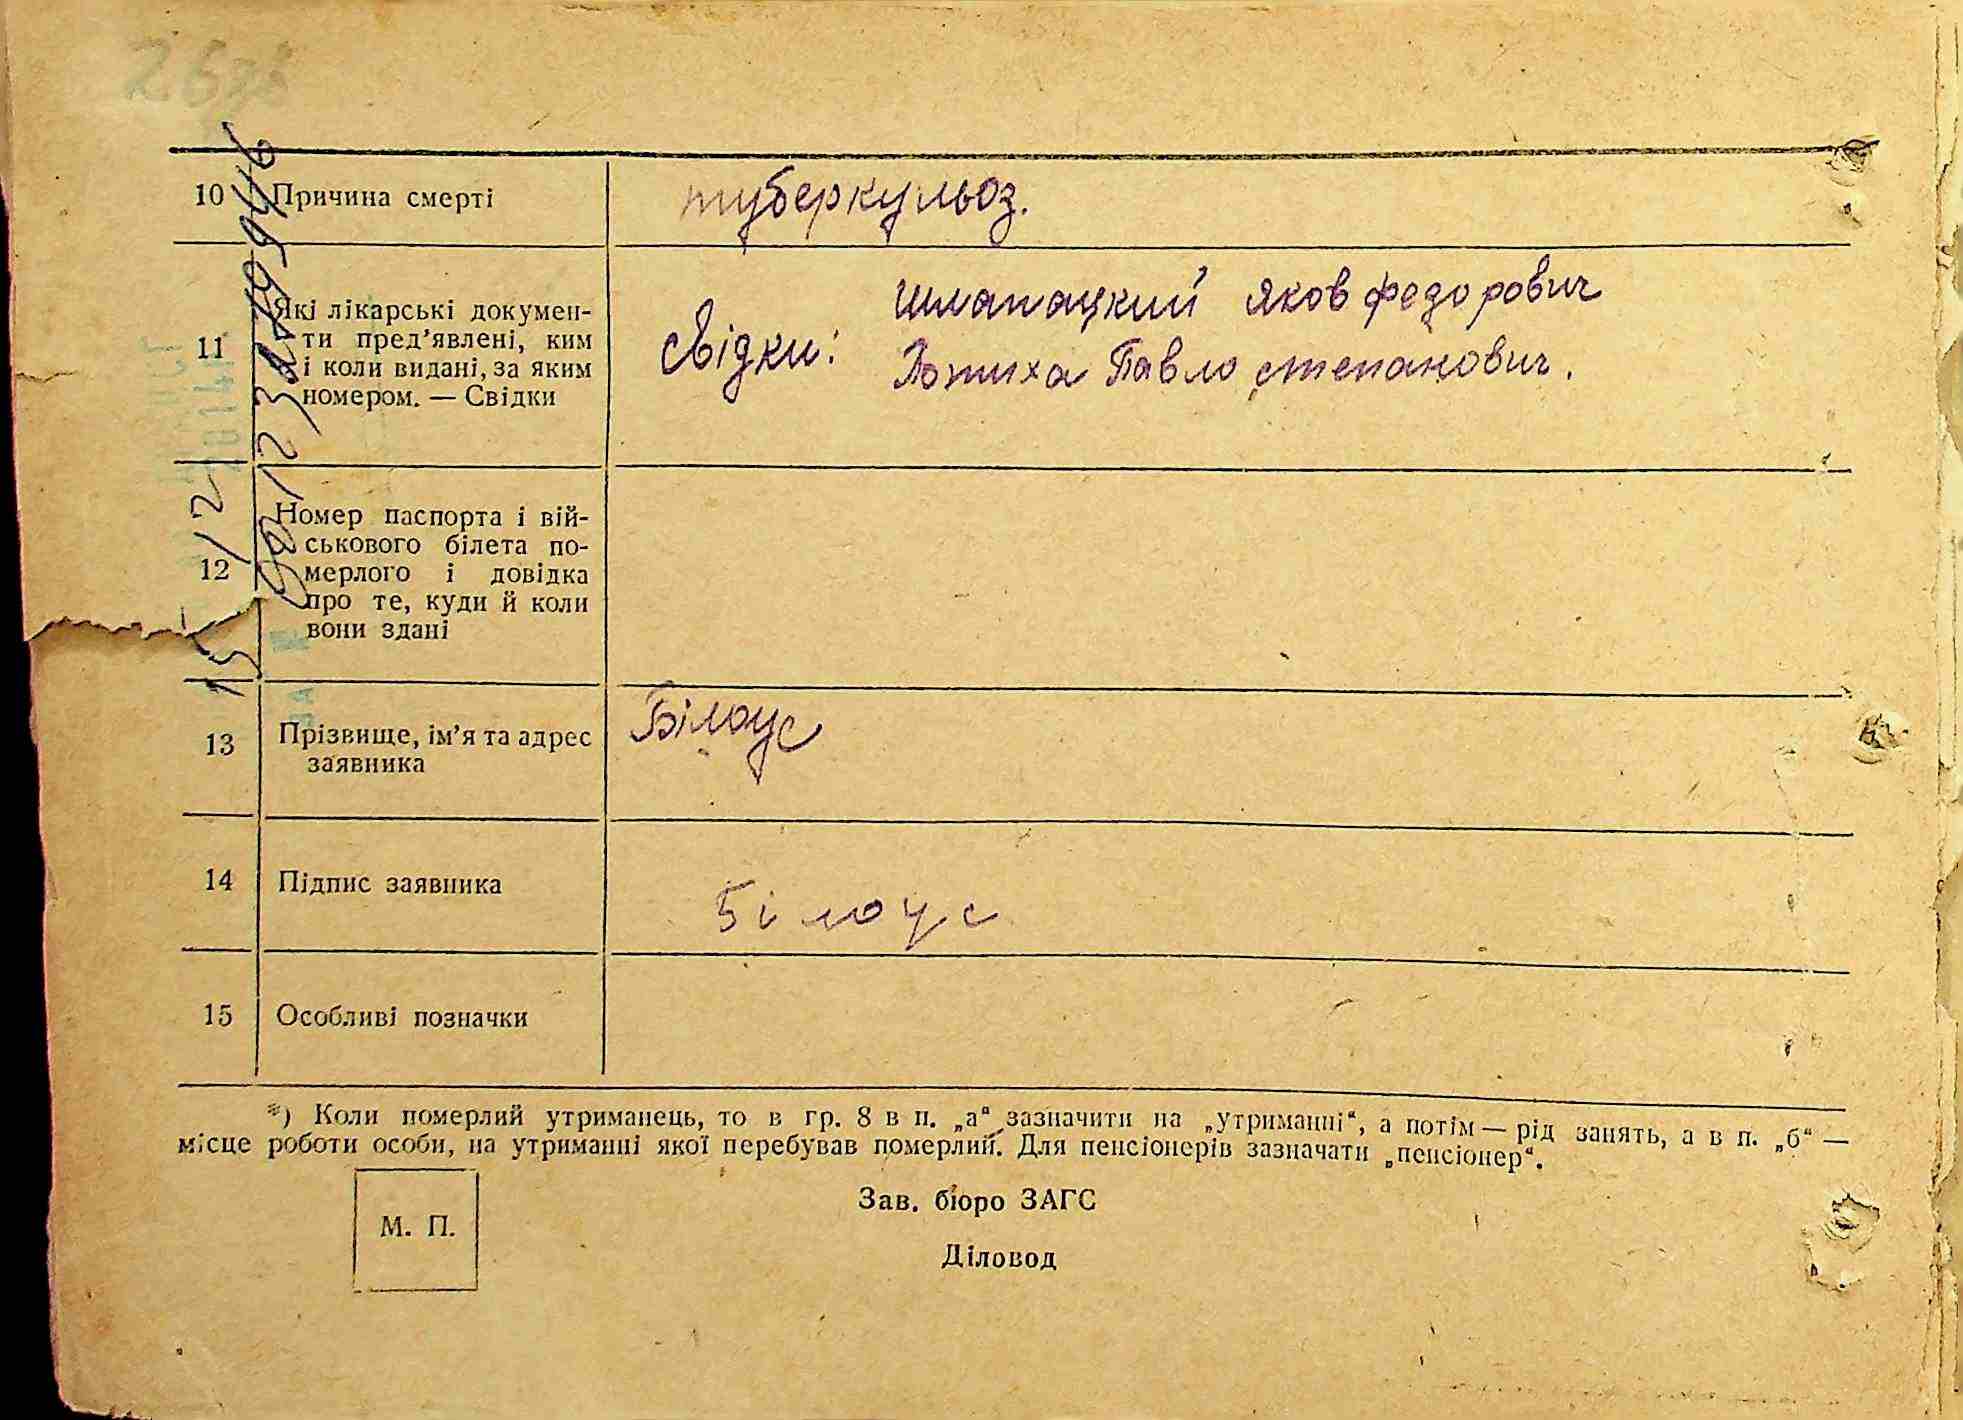 10 Причина смерті туберкульоз.
11 Які лікарські докумен-
ти пред’явлені, ким
і коли видані, за яким
номером. — Свідки
Свідки: Шлапацкий Яков федорович
Павло степанович.
12 Номер паспорта і вій-
ськового білета по-
мерлого і довідка
про те, куди й коли
вони здані
13 Прізвище, ім’я та адрес
заявника
Білоус
14 Підпис заявника Білоус
15 Особливі позначки
*) Коли померлий утриманець, то в гр. 8 в п. „а“ зазначити на „утриманні“, а потім — рід занять, а в п. „б“ —
місце роботи особи, на утриманні якої перебував померлий. Для пенсіонерів зазначати „пенсіонер“.
М. П.
Зав. бюро ЗАГС
Діловод